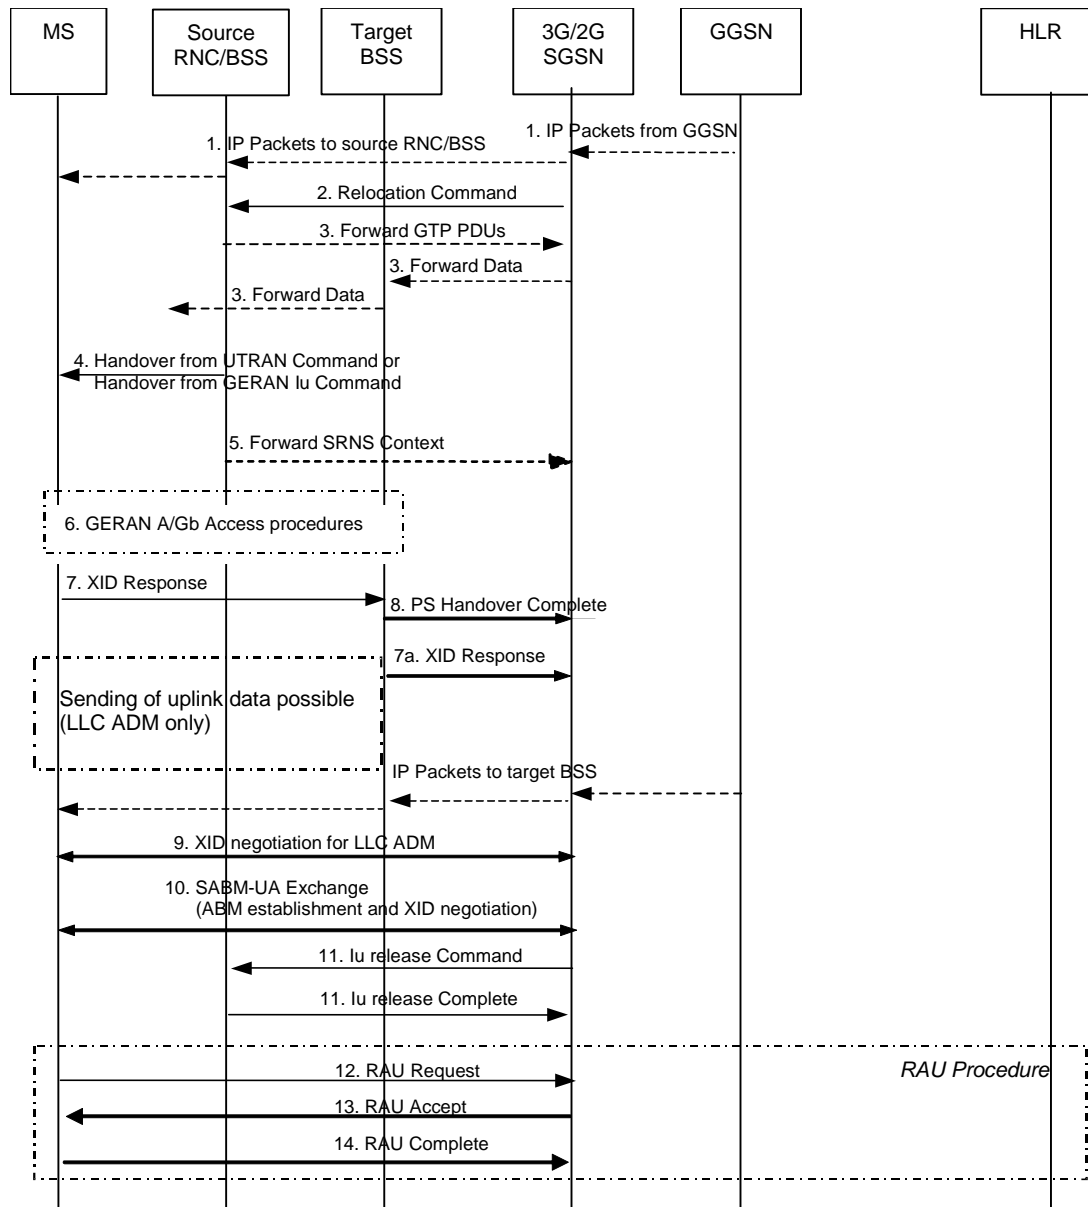 MS
Source
RNC/BSS
Target
BSS
3G/2G
SGSN
GGSN
HLR
1. IP Packets from GGSN
1. IP Packets to source RNC/BSS
2. Relocation Command
3. Forward GTP PDUs
3. Forward Data
3. Forward Data
4. Handover from UTRAN Command or
Handover from GERAN Iu Command
5. Forward SRNS Context
6. GERAN A/Gb Access procedures
7. XID Response
8. PS Handover Complete
7a. XID Response
Sending of uplink data possible
(LLC ADM only)
IP Packets to target BSS
9. XID negotiation for LLC ADM
10. SABM-UA Exchange
(ABM establishment and XID negotiation)
11. Iu release Command
11. Iu release Complete
RAU Procedure
12. RAU Request
13. RAU Accept
14. RAU Complete